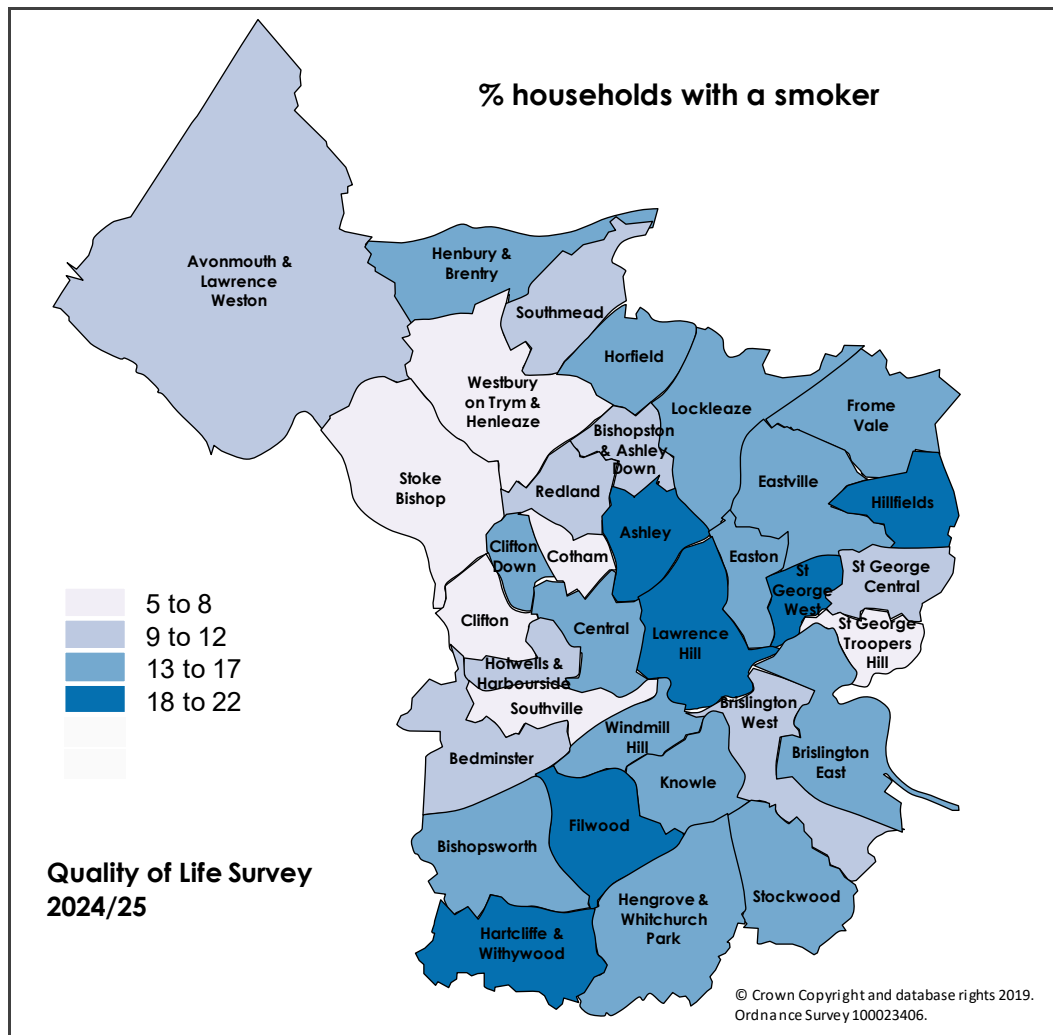 % households with a smoker
Avonmouth &
Lawrence
Weston
Henbury &
Brentry
Southmead
Horfield
Westbury
on Trym &
Henleaze
Lockleaze
Frome
Vale
Bishopston
& Ashley
Down
Stoke
Bishop
Redland
Eastville
Hillfields
Ashley
Clifton
Down
Cotham
Easton
St
George
West
St George
Central
Clifton
Central
Lawrence
Hill
St George
Troopers
Hill
Hotwells &
Harbourside
Southville
Brislington
West
Windmill
Hill
Bedminster
Brislington
East
Knowle
Filwood
Bishopsworth
Stockwood
Hengrove &
Whitchurch
Park
Hartcliffe &
Withywood
5 to 8
9 to 12
13 to 17
18 to 22
Quality of Life Survey
2024/25
© Crown Copyright and database rights 2019.
Ordnance Survey 100023406.